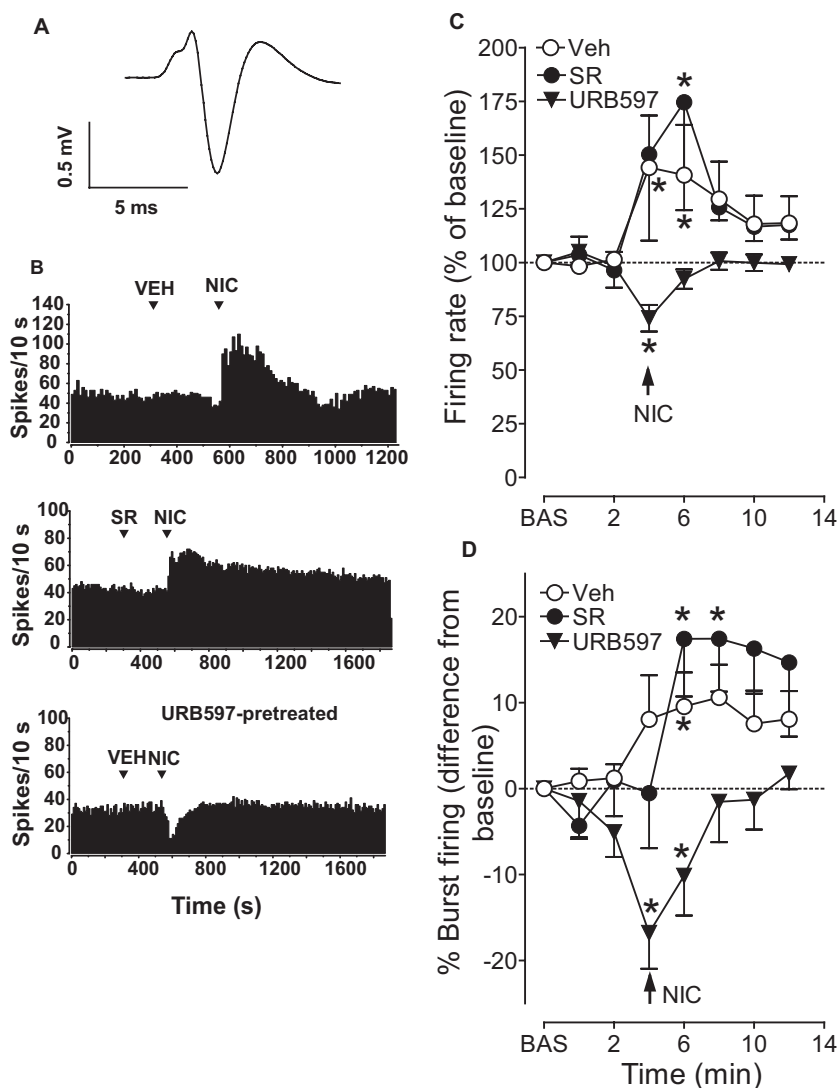 A
0.5 mV
5 ms
B
VEH NIC
140
120
100
80
60
40
20
0
Spikes/10 s
0 200 400 600 800 1000 1200
SR NIC
100
80
60
40
20
0
Spikes/10 s
0 400 800 1200 1600
URB597-pretreated
VEH NIC
100
80
60
40
20
0
Spikes/10 s
0 400 800 1200 1600
Time (s)
C
Veh
SR
URB597
200
175
150
125
100
75
50
25
0
Firing rate (% of baseline)
* * * *
NIC
BAS 2 6 10 14
D
Veh
SR
URB597
20
10
0
-10
-20
% Burst firing (difference from
baseline)
* * * * *
NIC
BAS 2 6 10 14
Time (min)